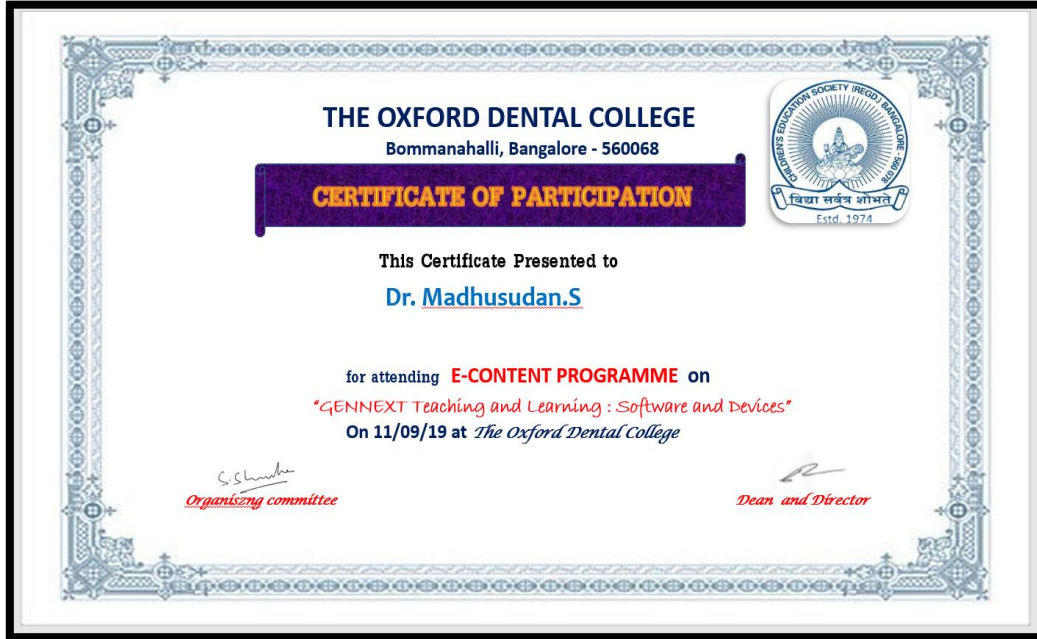 THE OXFORD DENTAL COLLEGE
Bommanahalli, Bangalore - 560068
CHILDREN'S EDUCATION SOCIETY (REGD.) BANGALORE - 560 078
विद्या सर्वत्र शोभते
Estd. 1974
CERTIFICATE OF PARTICIPATION
This Certificate Presented to
Dr. Madhusudan.S
for attending E-CONTENT PROGRAMME on
"GENNEXT Teaching and Learning : Software and Devices"
On 11/09/19 at The Oxford Dental College
Organiszng committee
Dean and Director